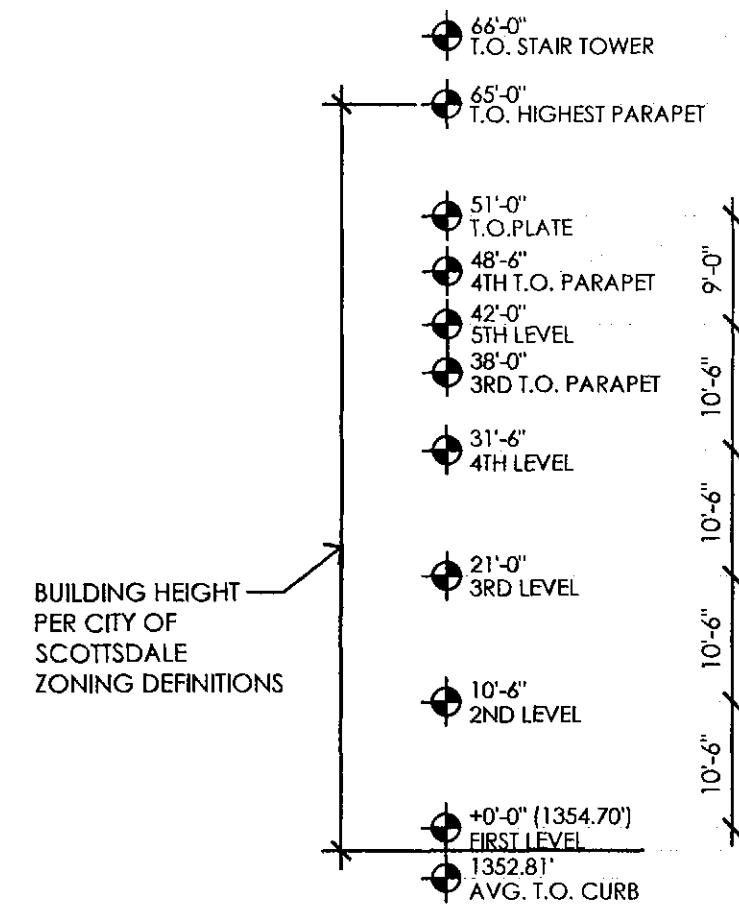 66'-0"
T.O. STAIR TOWER
65'-0"
T.O. HIGHEST PARAPET
51'-0"
T.O.PLATE
48'-6"
4TH T.O. PARAPET
42'-0"
5TH LEVEL
38'-0"
3RD T.O. PARAPET
31'-6"
4TH LEVEL
21'-0"
3RD LEVEL
10'-6"
2ND LEVEL
+0'-0" (1354.70')
FIRST LEVEL
1352.81'
AVG. T.O. CURB
BUILDING HEIGHT
PER CITY OF
SCOTTSDALE
ZONING DEFINITIONS
9'-0"
10'-6"
10'-6"
10'-6"
10'-6"